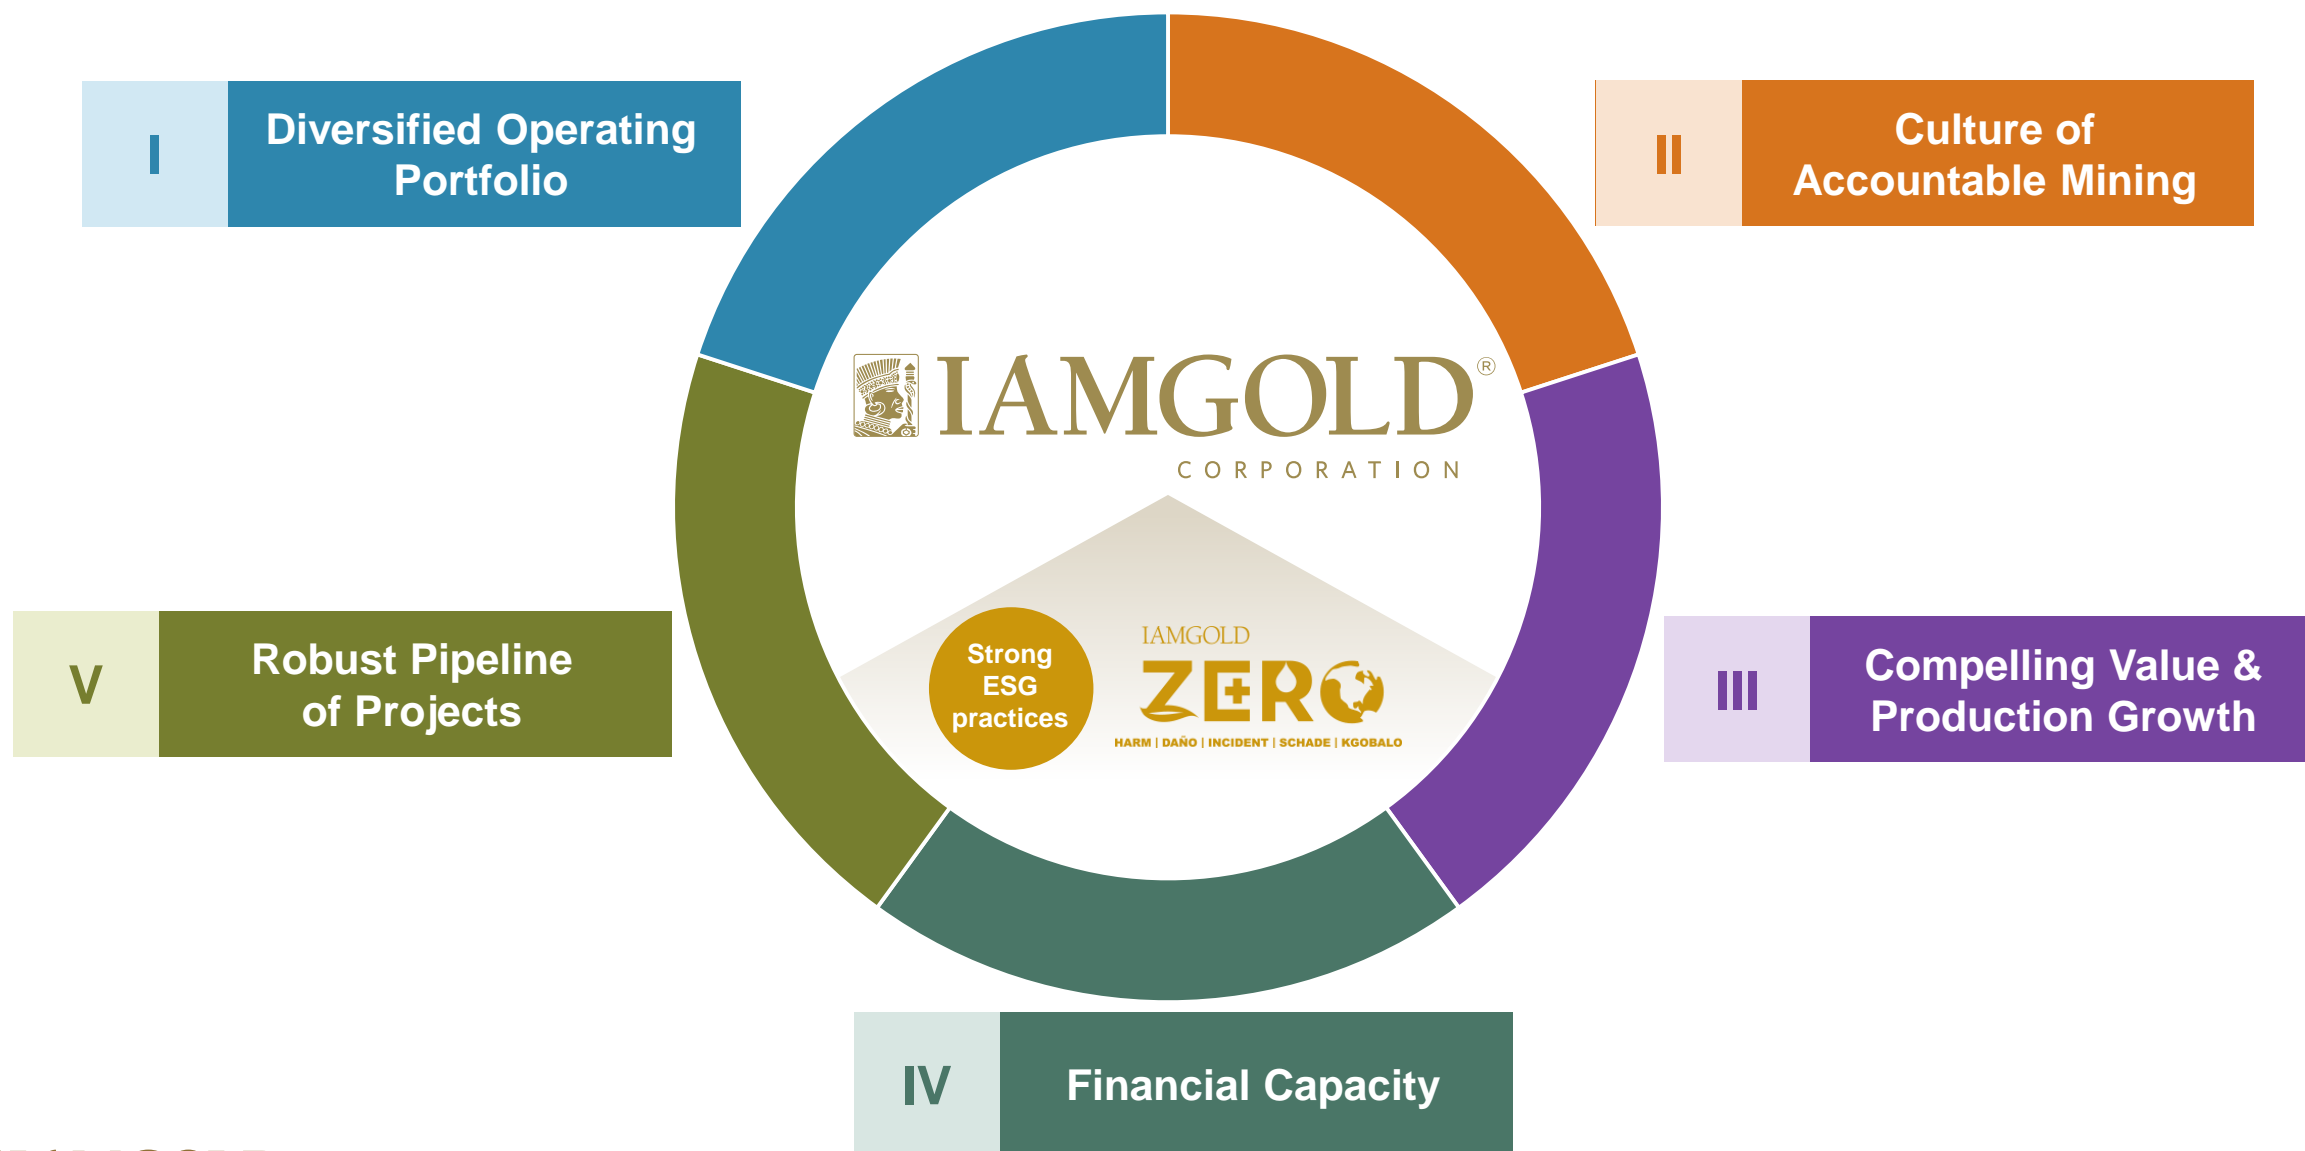 I
Diversified Operating
Portfolio
II
Culture of
Accountable Mining
IAMGOLD®
CORPORATION
Strong
ESG
practices
IAMGOLD
ZERO
HARM | DAÑO | INCIDENT | SCHADE | KGOBALO
III
Compelling Value &
Production Growth
IV
Financial Capacity
V
Robust Pipeline
of Projects